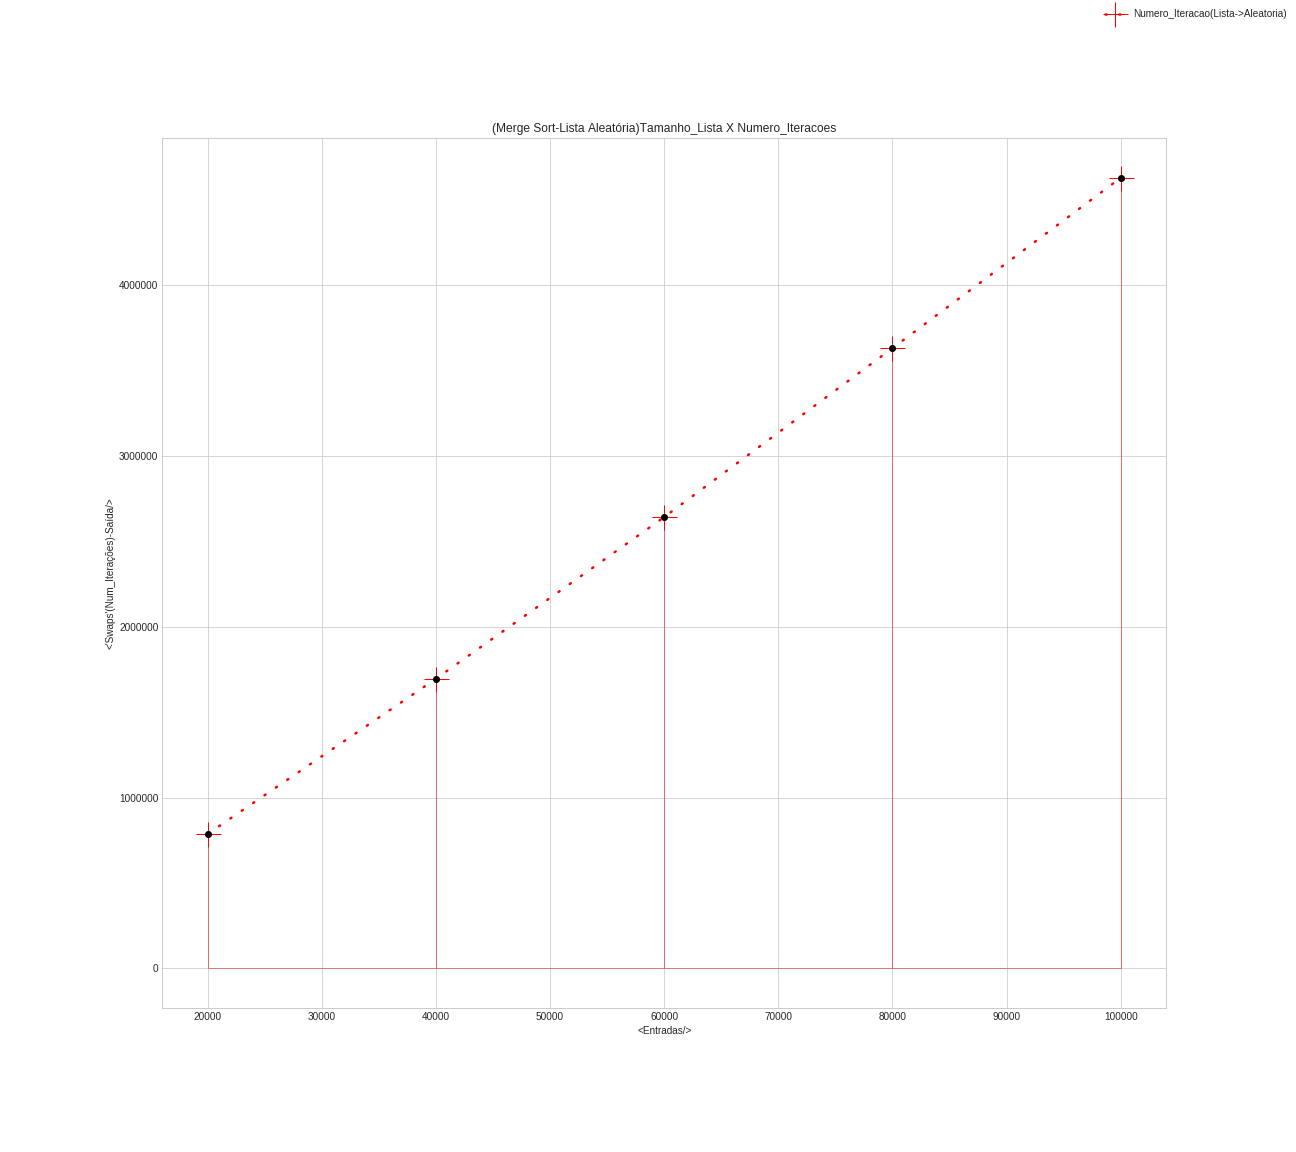 Numero_Iteracao(Lista->Aleatoria)
(Merge Sort-Lista Aleatória)Tamanho_Lista X Numero_Iteracoes
4000000
3000000
2000000
1000000
0
<'Swaps'(Num_Iterações)-Saída/>
20000 30000 40000 50000 60000 70000 80000 90000 100000
<Entradas/>